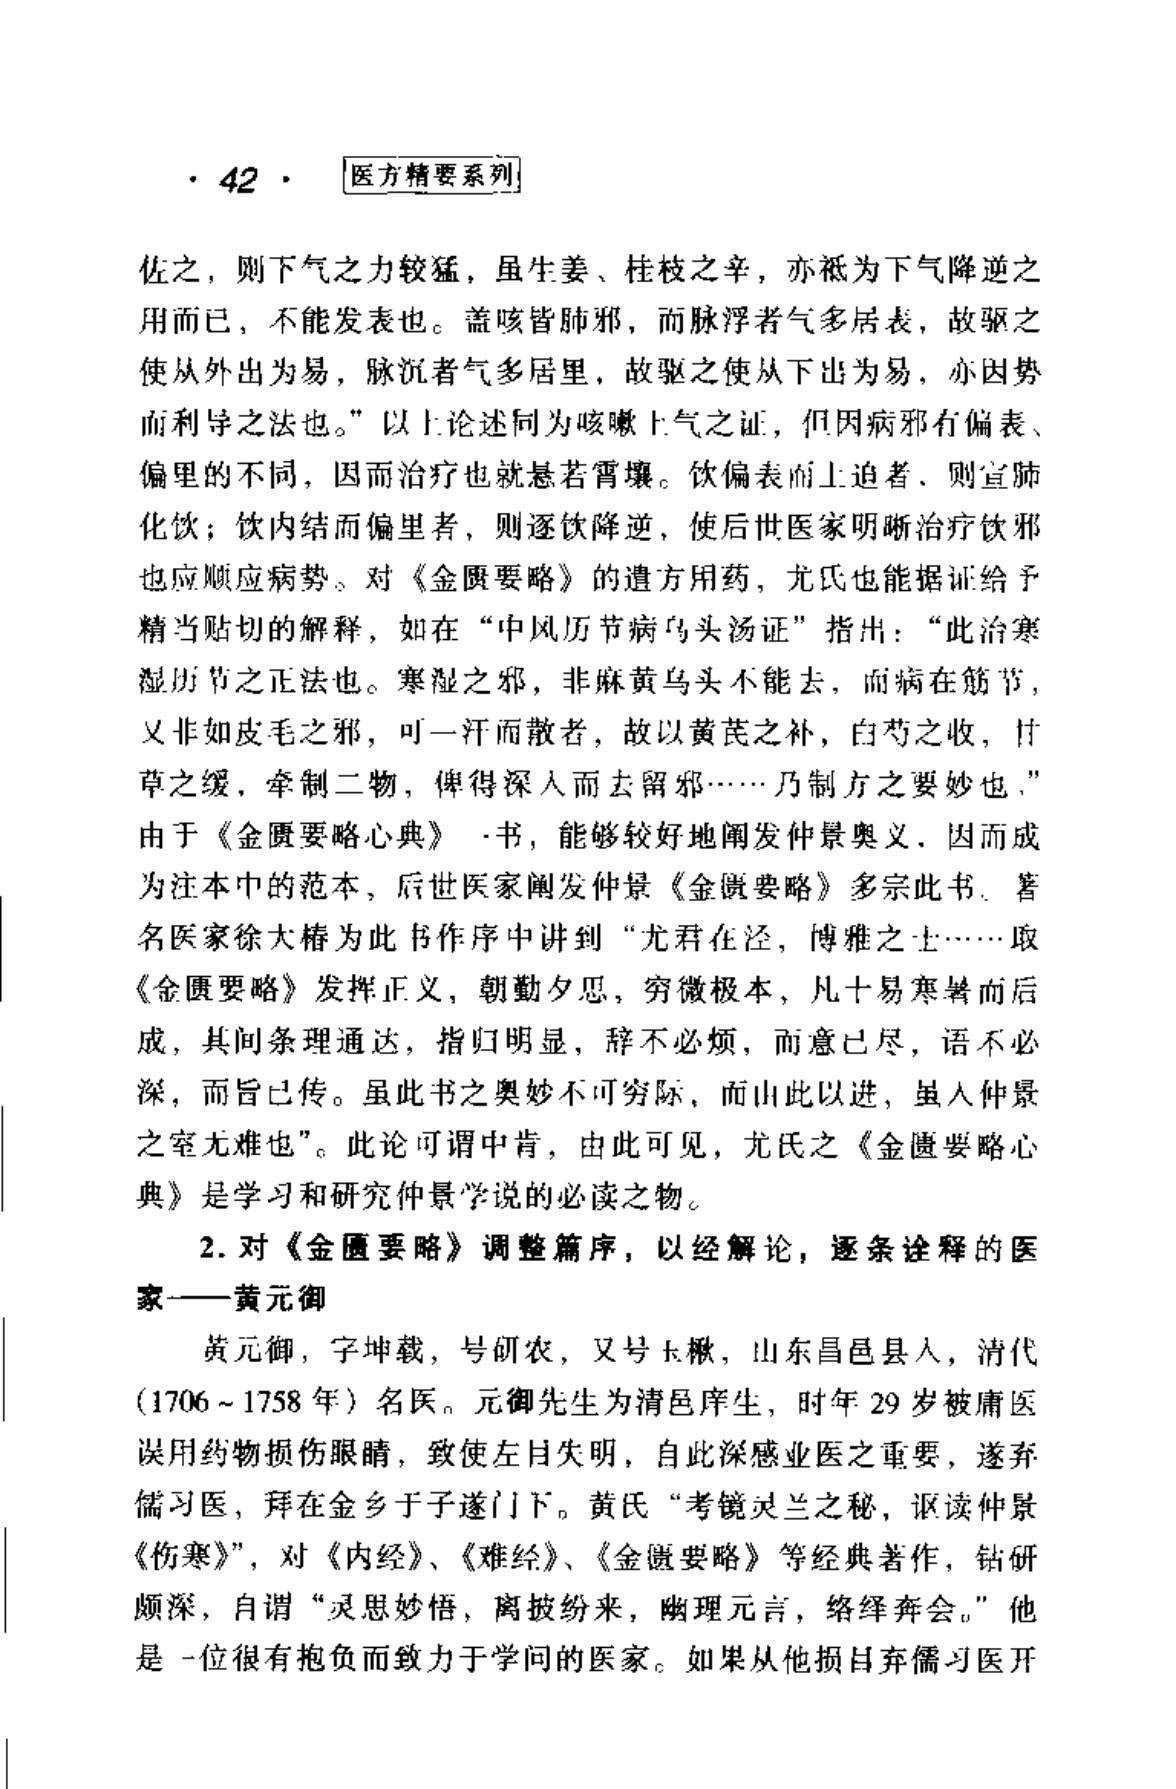 · 42 · 医方精要系列
佐之，则下气之力较猛，虽生姜、桂枝之辛，亦祗为下气降逆之
用而已，不能发表也。盖咳皆肺邪，而脉浮者气多居表，故驱之
使从外出为易，脉沉者气多居里，故驱之使从下出为易，亦因势
而利导之法也。”以上论述同为咳嗽上气之证，但因病邪有偏表、
偏里的不同，因而治疗也就悬若霄壤。饮偏表而上迫者、则宣肺
化饮；饮内结而偏里者，则逐饮降逆，使后世医家明晰治疗饮邪
也应顺应病势。对《金匮要略》的遣方用药，尤氏也能据证给予
精当贴切的解释，如在“中风历节病乌头汤证”指出：“此治寒
湿历节之正法也。寒湿之邪，非麻黄乌头不能去，而病在筋节，
又非如皮毛之邪，可一汗而散者，故以黄芪之补，白芍之收，甘
草之缓，牵制二物，俾得深入而去留邪……乃制方之要妙也。”
由于《金匮要略心典》一书，能够较好地阐发仲景奥义，因而成
为注本中的范本，后世医家阐发仲景《金匮要略》多宗此书。著
名医家徐大椿为此书作序中讲到“尤君在泾，博雅之士……取
《金匮要略》发挥正义，朝勤夕思，穷微极本，凡十易寒暑而后
成，其间条理通达，指归明显，辞不必烦，而意已尽，语不必
深，而旨已传。虽此书之奥妙不可穷际，而由此以进，虽入仲景
之室无难也”。此论可谓中肯，由此可见，尤氏之《金匮要略心
典》是学习和研究仲景学说的必读之物。
2. 对《金匮要略》调整篇序，以经解论，逐条诠释的医
家——黄元御
黄元御，字坤载，号研农，又号玉楸，山东昌邑县人，清代
(1706～1758 年）名医。元御先生为清邑庠生，时年 29 岁被庸医
误用药物损伤眼睛，致使左目失明，自此深感业医之重要，遂弃
儒习医，拜在金乡于子遂门下。黄氏“考镜灵兰之秘，讴读仲景
《伤寒》”，对《内经》、《难经》、《金匮要略》等经典著作，钻研
颇深，自谓“灵思妙悟，离披纷来，幽理元言，络绎奔会。”他
是一位很有抱负而致力于学问的医家。如果从他损目弃儒习医开